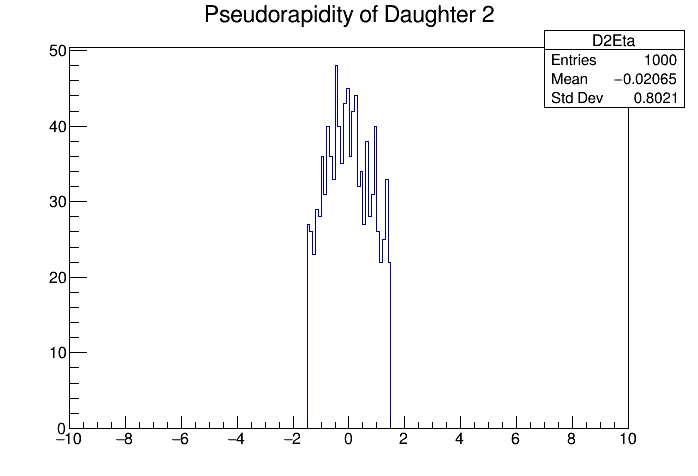 Pseudorapidity of Daughter 2
D2Eta
Entries 1000
Mean −0.02065
Std Dev 0.8021
50
40
30
20
10
0
−10 −8 −6 −4 −2 0 2 4 6 8 10